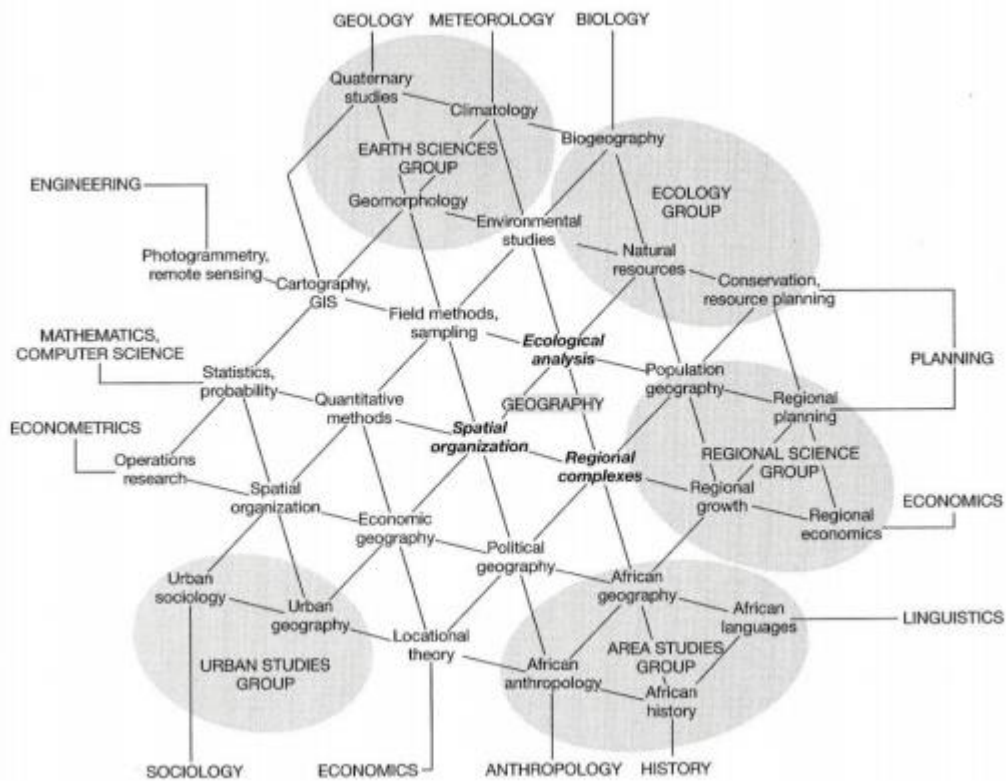 GEOLOGY METEOROLOGY BIOLOGY
Quaternary
studies
Climatology
Biogeography
EARTH SCIENCES
GROUP
ENGINEERING
ECOLOGY
GROUP
Geomorphology
Environmental
studies
Photogrammetry,
remote sensing
Natural
resources
Cartography,
GIS
Conservation,
resource planning
Field methods,
sampling
MATHEMATICS,
COMPUTER SCIENCE
Ecological
analysis
PLANNING
Statistics,
probability
Population
geography
Quantitative
methods
GEOGRAPHY
Regional
planning
ECONOMETRICS
Spatial
organization
Regional
complexes
REGIONAL SCIENCE
GROUP
Operations
research
Spatial
organization
Regional
growth
ECONOMICS
Economic
geography
Regional
economics
Political
geography
Urban
sociology
African
geography
Urban
geography
African
languages
LINGUISTICS
Locational
theory
AREA STUDIES
GROUP
URBAN STUDIES
GROUP
African
anthropology
African
history
SOCIOLOGY ECONOMICS ANTHROPOLOGY HISTORY